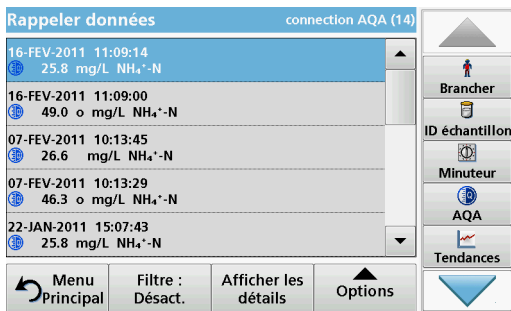 Rappeler données connection AQA (14)
16-FEV-2011 11:09:14
25.8 mg/L NH₄⁺-N
16-FEV-2011 11:09:00
49.0 o mg/L NH₄⁺-N
07-FEV-2011 10:13:45
26.6 mg/L NH₄⁺-N
07-FEV-2011 10:13:29
46.3 o mg/L NH₄⁺-N
22-JAN-2011 15:07:43
25.8 mg/L NH₄⁺-N
Brancher
ID échantillon
Minuteur
AQA
Tendances
Menu
Principal
Filtre :
Désact.
Afficher les
détails
Options